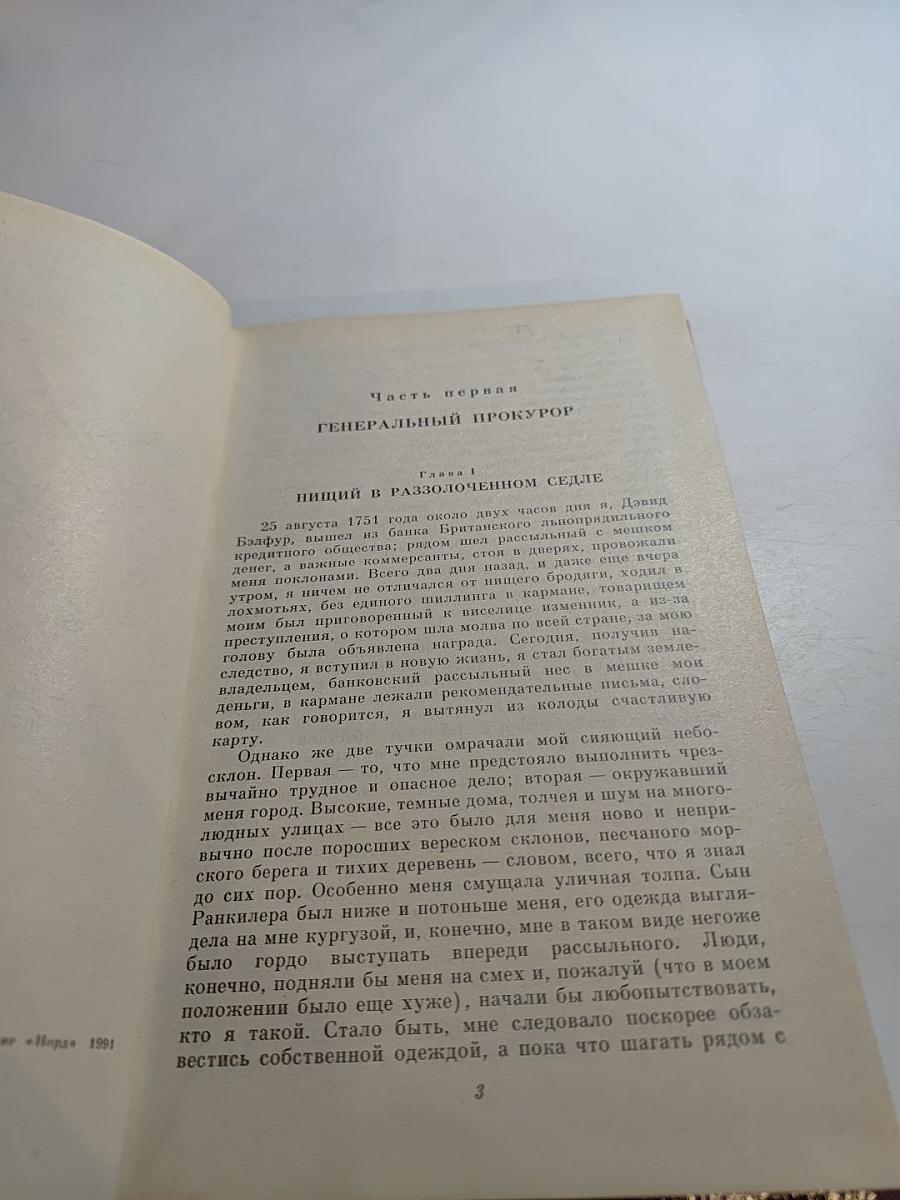 Часть первая
ГЕНЕРАЛЬНЫЙ ПРОКУРОР
Глава I
НИЩИЙ В РАЗЗОЛОЧЕННОМ СЕДЛЕ
25 августа 1751 года около двух часов дня я, Дэвид
Бэлфур, вышел из банка Британского льнопрядильного
кредитного общества; рядом шел рассыльный с мешком
денег, а важные коммерсанты, стоя в дверях, провожали
меня поклонами. Всего два дня назад, и даже еще вчера
утром, я ничем не отличался от нищего бродяги, ходил в
лохмотьях, без единого шиллинга в кармане, товарищем
моим был приговоренный к виселице изменник, а из-за
преступления, о котором шла молва по всей стране, за мою
голову была объявлена награда. Сегодня, получив на-
следство, я вступил в новую жизнь, я стал богатым земле-
владельцем, банковский рассыльный нес в мешке мои
деньги, в кармане лежали рекомендательные письма, сло-
вом, как говорится, я вытянул из колоды счастливую
карту.
Однако же две тучки омрачали мой сияющий небо-
склон. Первая — то, что мне предстояло выполнить чрез-
вычайно трудное и опасное дело; вторая — окружавший
меня город. Высокие, темные дома, толчея и шум на много-
людных улицах — все это было для меня ново и непри-
вычно после поросших вереском склонов, песчаного мор-
ского берега и тихих деревень — словом, всего, что я знал
до сих пор. Особенно меня смущала уличная толпа. Сын
Ранкилера был ниже и потоньше меня, его одежда выгля-
дела на мне кургузой, и, конечно, мне в таком виде негоже
было гордо выступать впереди рассыльного. Люди,
конечно, подняли бы меня на смех и, пожалуй (что в моем
положении было еще хуже), начали бы любопытствовать,
кто я такой. Стало быть, мне следовало поскорее обза-
вестись собственной одеждой, а пока что шагать рядом с
3
«Норд» 1991